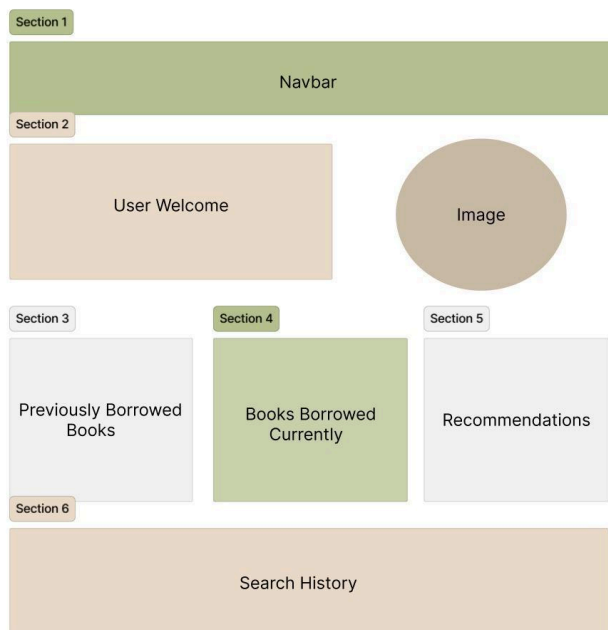 Section 1
Navbar
Section 2
User Welcome
Image
Section 3
Section 4
Section 5
Previously Borrowed
Books
Books Borrowed
Currently
Recommendations
Section 6
Search History